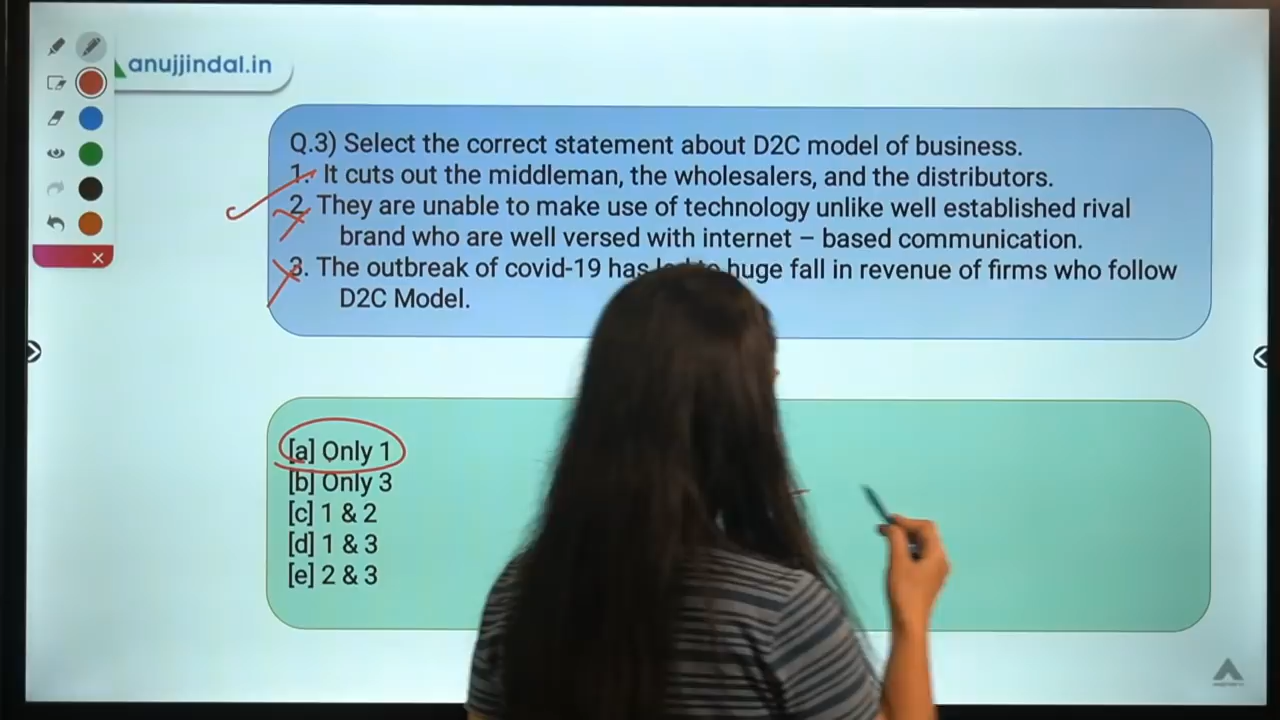 anujjindal.in
Q.3) Select the correct statement about D2C model of business.
1. It cuts out the middleman, the wholesalers, and the distributors.
2. They are unable to make use of technology unlike well established rival
brand who are well versed with internet – based communication.
3. The outbreak of covid-19 has led to huge fall in revenue of firms who follow
D2C Model.
[a] Only 1
[b] Only 3
[c] 1 & 2
[d] 1 & 3
[e] 2 & 3